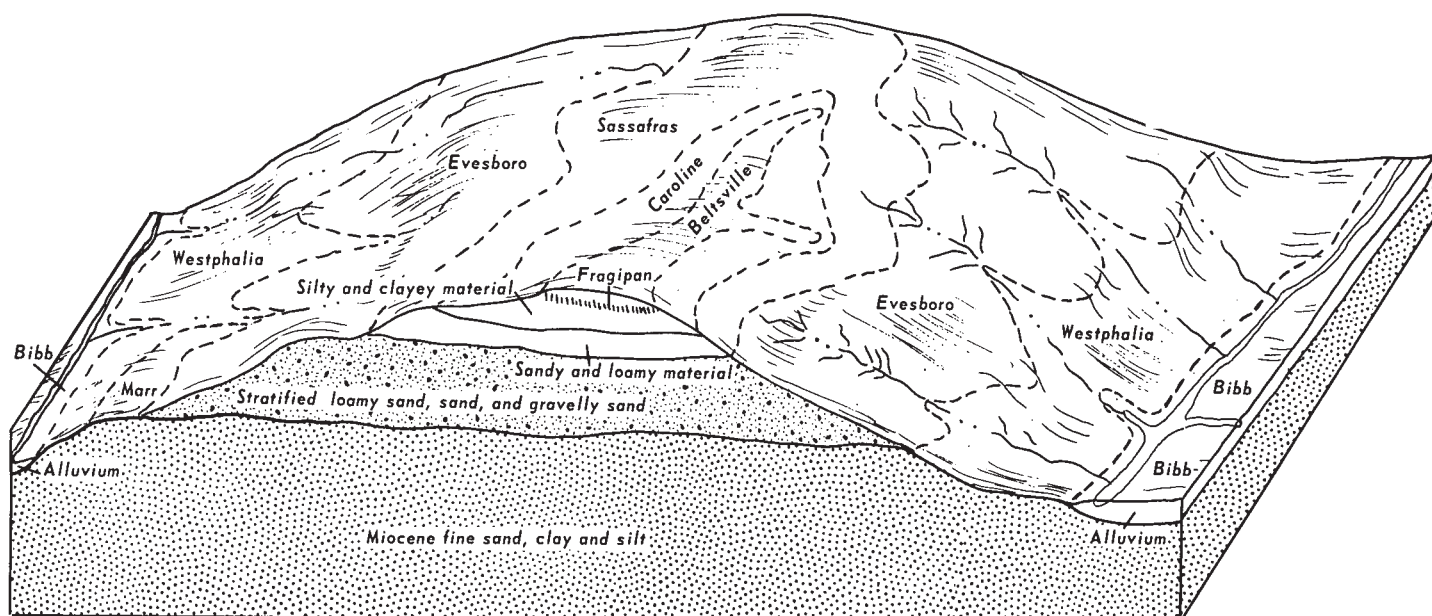 Sassafras
Evesboro
Caroline
Beltsville
Westphalia
Fragipan
Silty and clayey material
Evesboro
Westphalia
Bibb
Marr
Sandy and loamy material
Bibb
Stratified loamy sand, sand, and gravelly sand
Alluvium
Bibb
Miocene fine sand, clay and silt
Alluvium